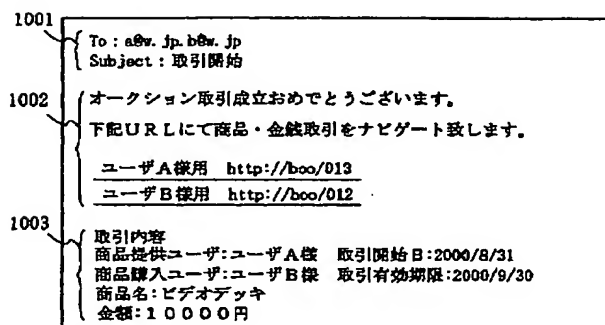 1001
To：a@w.jp.b@w.jp
Subject：取引開始
1002
オークション取引成立おめでとうございます。
下記ＵＲＬにて商品・金銭取引をナビゲート致します。
ユーザＡ様用　http://boo/013
ユーザＢ様用　http://boo/012
1003
取引内容
商品提供ユーザ:ユーザＡ様　取引開始日:2000/8/31
商品購入ユーザ:ユーザＢ様　取引有効期限:2000/9/30
商品名:ビデオデッキ
金額:１００００円